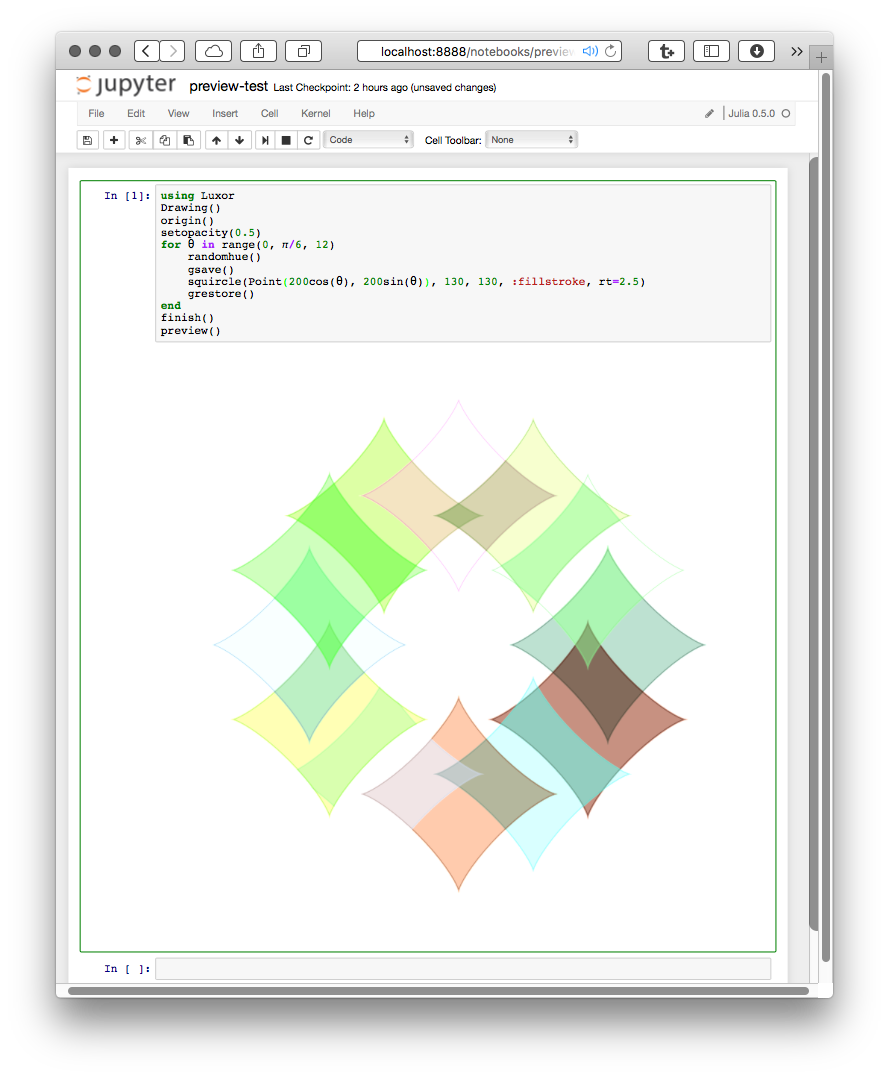 localhost:8888/notebooks/preview
jupyter preview-test Last Checkpoint: 2 hours ago (unsaved changes)
File Edit View Insert Cell Kernel Help Julia 0.5.0
Code Cell Toolbar: None
In [1]: using Luxor
Drawing()
origin()
setopacity(0.5)
for θ in range(0, π/6, 12)
    randomhue()
    gsave()
    squircle(Point(200cos(θ), 200sin(θ)), 130, 130, :fillstroke, rt=2.5)
    grestore()
end
finish()
preview()
In [ ]: